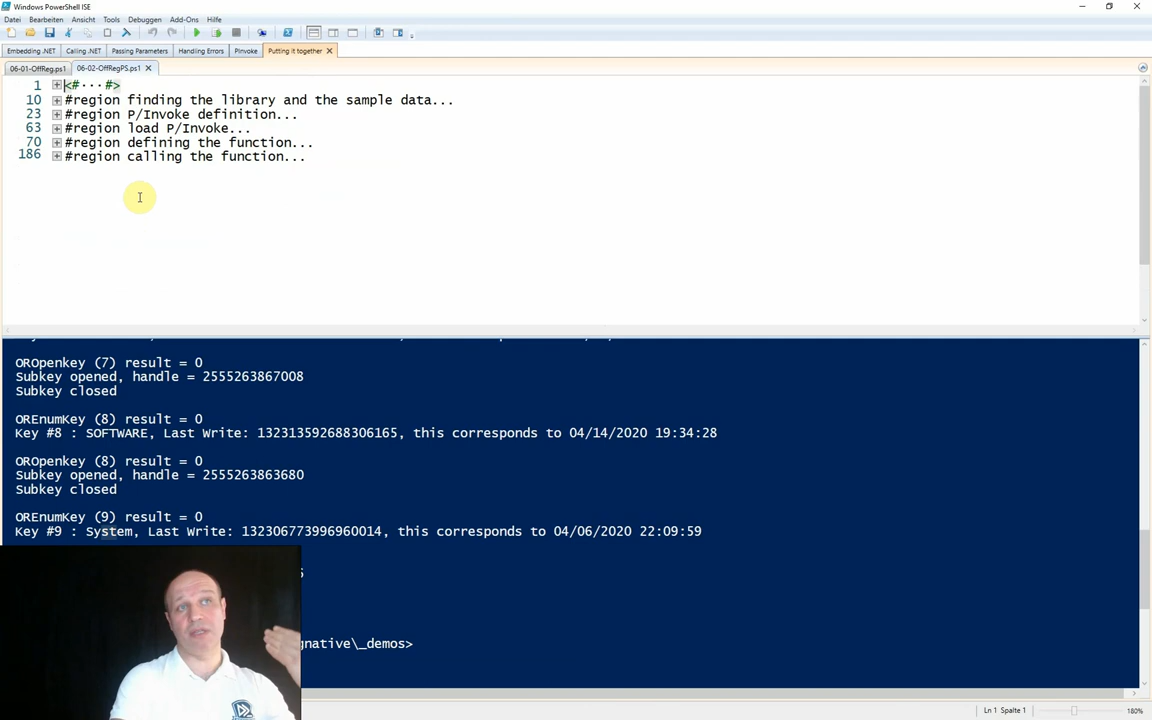 Windows PowerShell ISE
Datei Bearbeiten Ansicht Tools Debuggen Add-Ons Hilfe
Embedding .NET Calling .NET Passing Parameters Handling Errors PInvoke Putting it together
06-01-OffReg.ps1 06-02-OffRegPS.ps1
1 <#...#>
10 #region finding the library and the sample data...
23 #region P/Invoke definition...
63 #region load P/Invoke...
70 #region defining the function...
186 #region calling the function...
OROpenkey (7) result = 0
Subkey opened, handle = 2555263867008
Subkey closed
OREnumKey (8) result = 0
Key #8 : SOFTWARE, Last Write: 132313592688306165, this corresponds to 04/14/2020 19:34:28
OROpenkey (8) result = 0
Subkey opened, handle = 2555263863680
Subkey closed
OREnumKey (9) result = 0
Key #9 : System, Last Write: 132306773996960014, this corresponds to 04/06/2020 22:09:59
gnative\_demos>
Ln 1 Spalte 1 180%